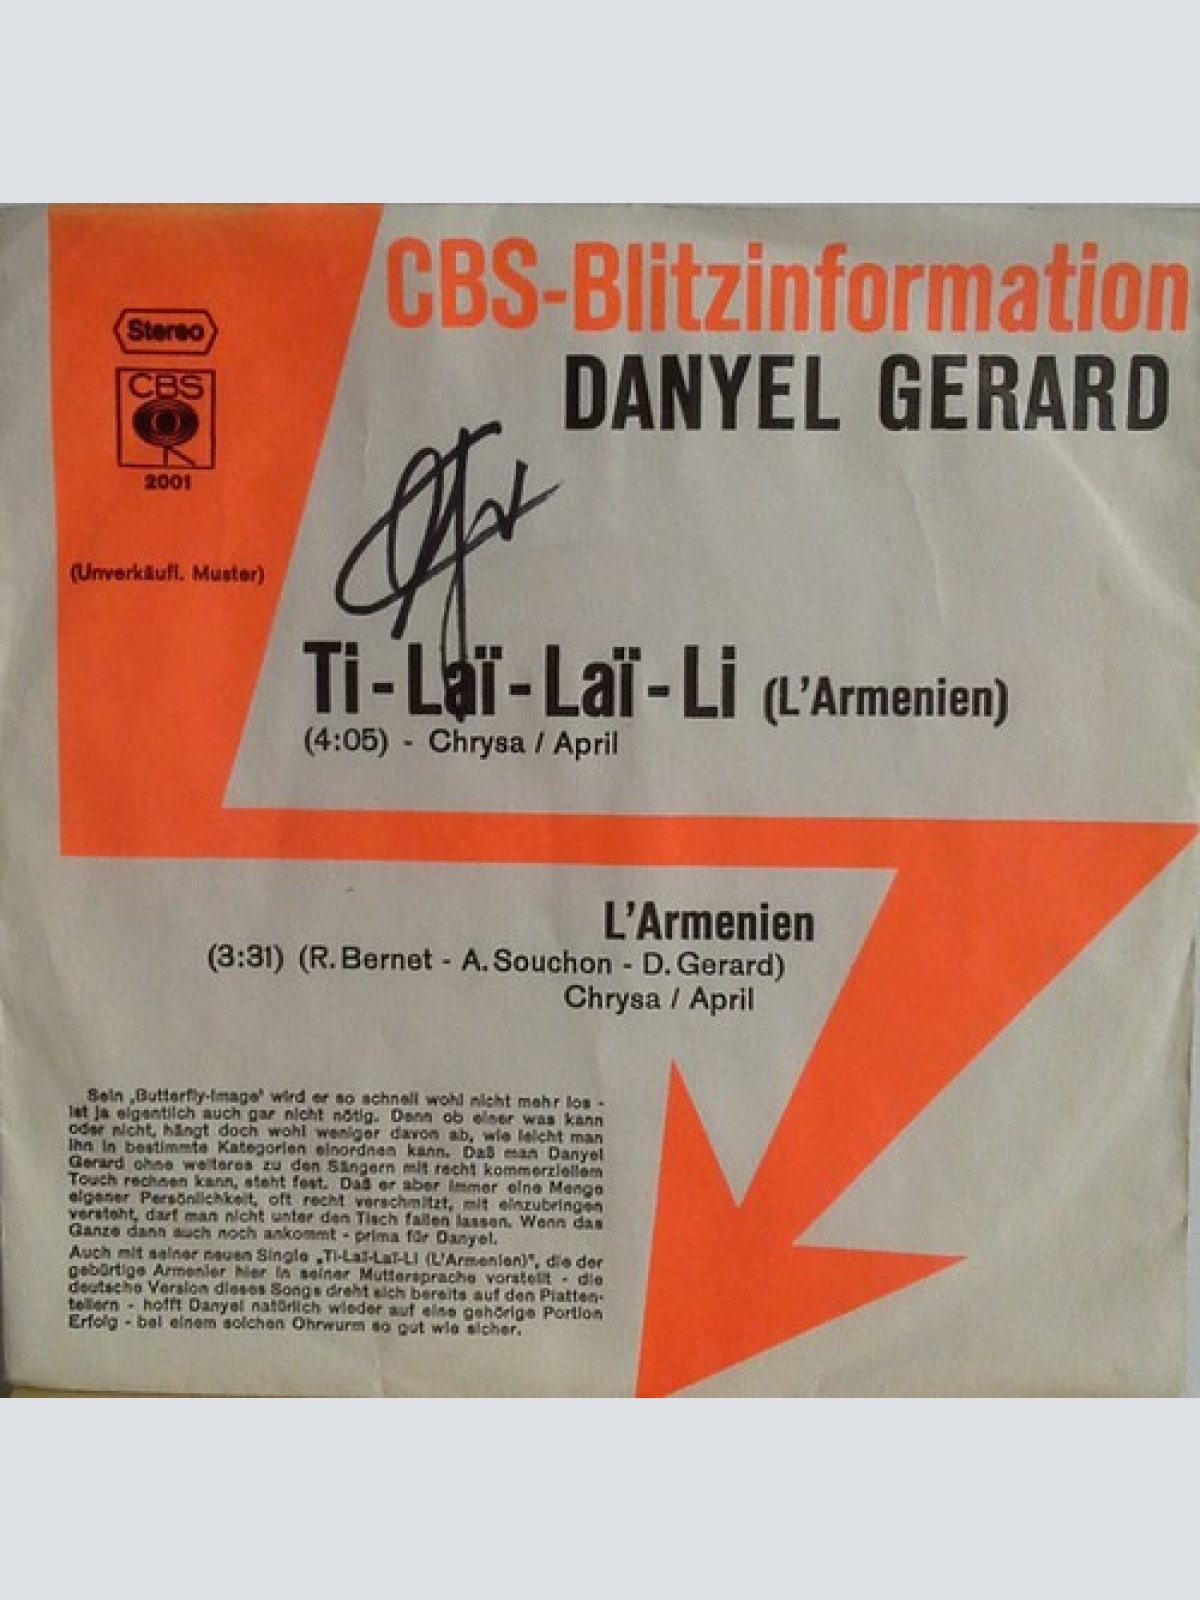 CBS-Blitzinformation
DANYEL GERARD
Stereo
CBS
2001
(Unverkäufl. Muster)
Ti-Laï-Laï-Li (L'Armenien)
(4:05) - Chrysa / April
L'Armenien
(3:31) (R. Bernet - A. Souchon - D. Gerard)
Chrysa / April
Sein „Butterfly-Image" wird er so schnell wohl nicht mehr los -
ist ja eigentlich auch gar nicht nötig. Denn ob einer was kann
oder nicht, hängt doch wohl weniger davon ab, wie leicht man
ihn in bestimmte Kategorien einordnen kann. Daß man Danyel
Gerard ohne weiteres zu den Sängern mit recht kommerziellem
Touch rechnen kann, steht fest. Daß er aber immer eine Menge
eigener Persönlichkeit, oft recht verschmitzt, mit einzubringen
versteht, darf man nicht unter den Tisch fallen lassen. Wenn das
Ganze dann auch noch ankommt - prima für Danyel.
Auch mit seiner neuen Single „Ti-Laï-Laï-Li (L'Armenien)", die der
gebürtige Armenier hier in seiner Muttersprache vorstellt - die
deutsche Version dieses Songs dreht sich bereits auf den Platten-
tellern - hofft Danyel natürlich wieder auf eine gehörige Portion
Erfolg - bei einem solchen Ohrwurm so gut wie sicher.